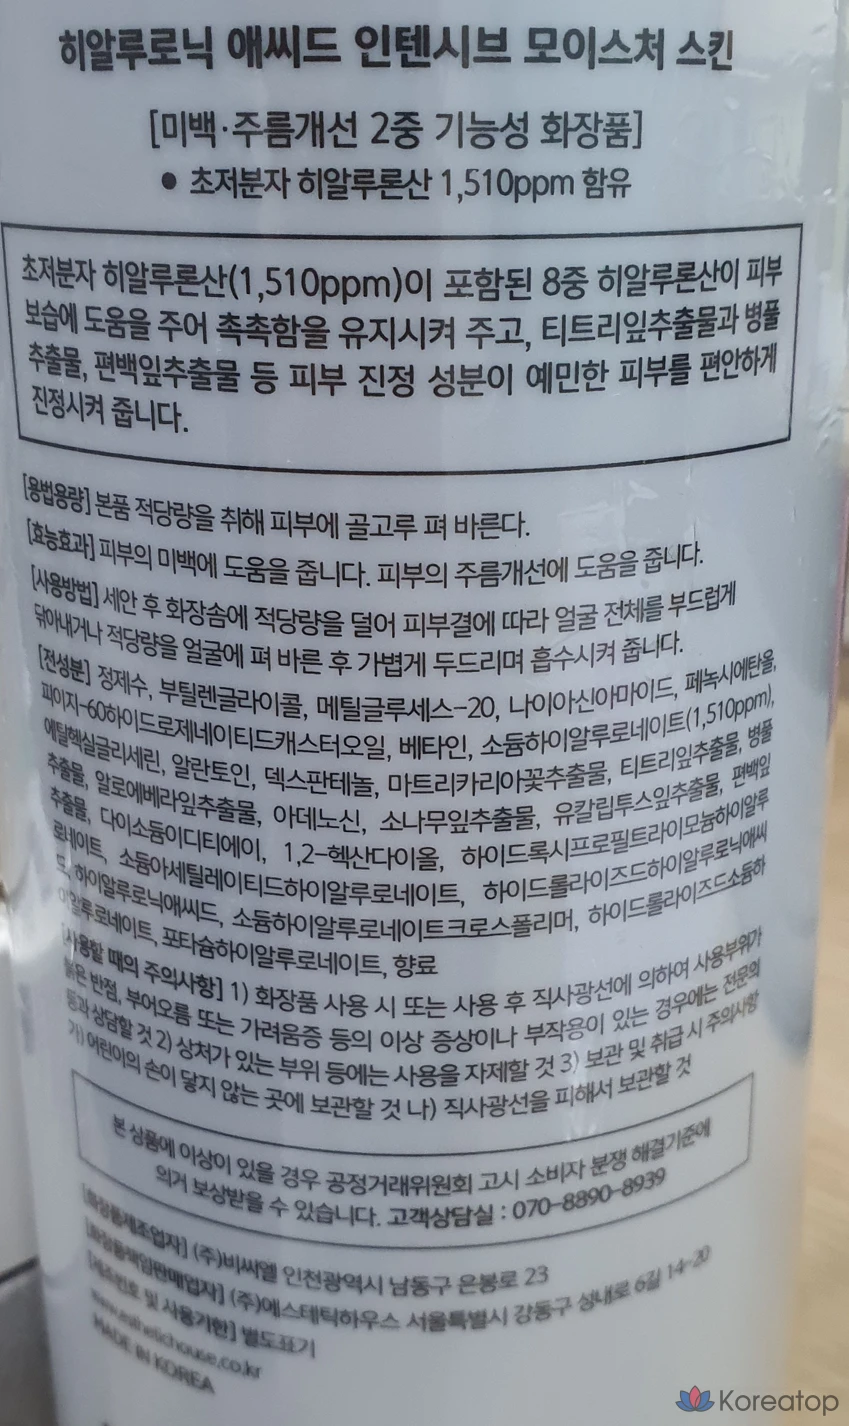 히알루로닉 애씨드 인텐시브 모이스처 스킨
[미백·주름개선 2중 기능성 화장품]
● 초저분자 히알루론산 1,510ppm 함유
초저분자 히알루론산(1,510ppm)이 포함된 8중 히알루론산이 피부
보습에 도움을 주어 촉촉함을 유지시켜 주고, 티트리잎추출물과 병풀
추출물, 편백잎추출물 등 피부 진정 성분이 예민한 피부를 편안하게
진정시켜 줍니다.
[용법용량] 본품 적당량을 취해 피부에 골고루 펴 바른다.
[효능효과] 피부의 미백에 도움을 줍니다. 피부의 주름개선에 도움을 줍니다.
[사용방법] 세안 후 화장솜에 적당량을 덜어 피부결에 따라 얼굴 전체를 부드럽게
닦아내거나 적당량을 얼굴에 펴 바른 후 가볍게 두드리며 흡수시켜 줍니다.
[전성분] 정제수, 부틸렌글라이콜, 메틸글루세스-20, 나이아신아마이드, 페녹시에탄올,
피이지-60하이드로제네이티드캐스터오일, 베타인, 소듐하이알루로네이트(1,510ppm),
에틸헥실글리세린, 알란토인, 덱스판테놀, 마트리카리아꽃추출물, 티트리잎추출물, 병풀
추출물, 알로에베라잎추출물, 아데노신, 소나무잎추출물, 유칼립투스잎추출물, 편백잎
추출물, 다이소듐이디티에이, 1,2-헥산다이올, 하이드록시프로필트라이모늄하이알루
로네이트, 소듐아세틸레이티드하이알루로네이트, 하이드롤라이즈드하이알루로닉애씨
드, 하이알루로닉애씨드, 소듐하이알루로네이트크로스폴리머, 하이드롤라이즈드소듐하
이알루로네이트, 포타슘하이알루로네이트, 향료
[사용할 때의 주의사항] 1) 화장품 사용 시 또는 사용 후 직사광선에 의하여 사용부위가
붉은 반점, 부어오름 또는 가려움증 등의 이상 증상이나 부작용이 있는 경우에는 전문의
등과 상담할 것 2) 상처가 있는 부위 등에는 사용을 자제할 것 3) 보관 및 취급 시 주의사항
가) 어린이의 손이 닿지 않는 곳에 보관할 것 나) 직사광선을 피해서 보관할 것
본 상품에 이상이 있을 경우 공정거래위원회 고시 소비자 분쟁 해결기준에
의거 보상받을 수 있습니다. 고객상담실 : 070-8890-8939
[화장품제조업자] (주)비씨엘 인천광역시 남동구 은봉로 23
[화장품책임판매업자] (주)에스테틱하우스 서울특별시 강동구 성내로 6길 14-20
[제조번호 및 사용기한] 별도표기
www.esthetichouse.co.kr
MADE IN KOREA
Koreatop